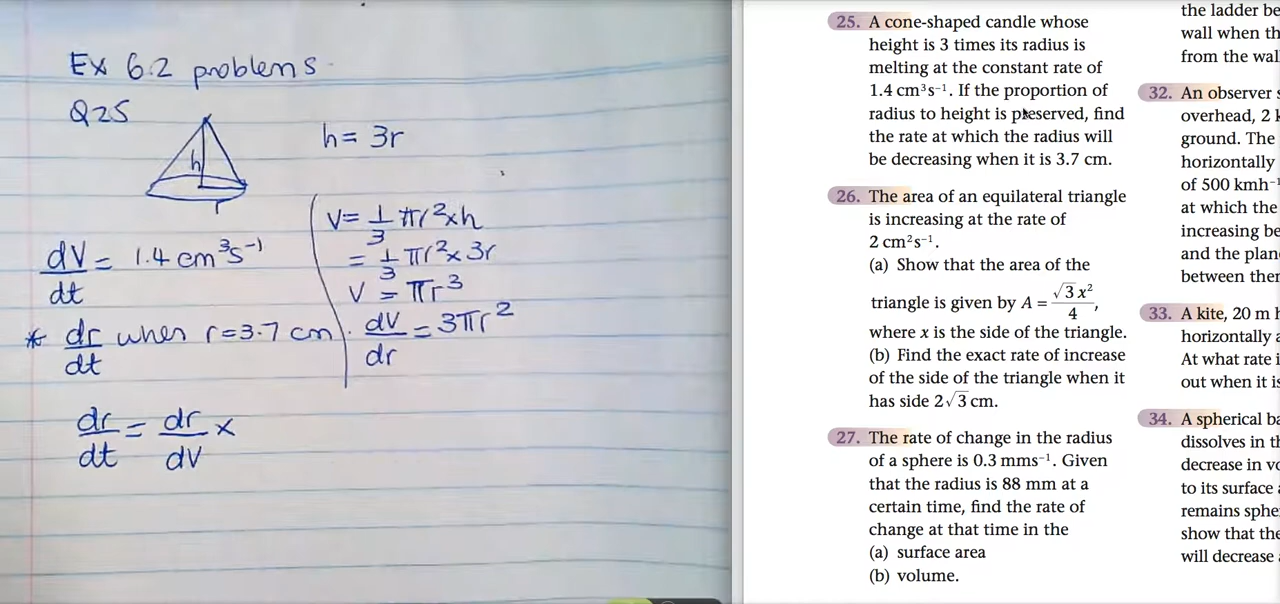 Ex 6.2 problems.
Q25
h
r
h = 3r
dV/dt = 1.4 cm³s⁻¹
* dr/dt when r=3.7 cm.
V = 1/3 πr² x h
= 1/3 πr² x 3r
V = πr³
dV/dr = 3πr²
dr/dt = dr/dV x
25. A cone-shaped candle whose
height is 3 times its radius is
melting at the constant rate of
1.4 cm³s⁻¹. If the proportion of
radius to height is preserved, find
the rate at which the radius will
be decreasing when it is 3.7 cm.
26. The area of an equilateral triangle
is increasing at the rate of
2 cm²s⁻¹.
(a) Show that the area of the
triangle is given by A = √3x²/4,
where x is the side of the triangle.
(b) Find the exact rate of increase
of the side of the triangle when it
has side 2√3 cm.
27. The rate of change in the radius
of a sphere is 0.3 mms⁻¹. Given
that the radius is 88 mm at a
certain time, find the rate of
change at that time in the
(a) surface area
(b) volume.
the ladder be
wall when th
from the wal
32. An observer s
overhead, 2 k
ground. The
horizontally
of 500 kmh⁻
at which the
increasing be
and the plan
between ther
33. A kite, 20 m h
horizontally a
At what rate i
out when it is
34. A spherical ba
dissolves in th
decrease in vo
to its surface a
remains sphe
show that the
will decrease a